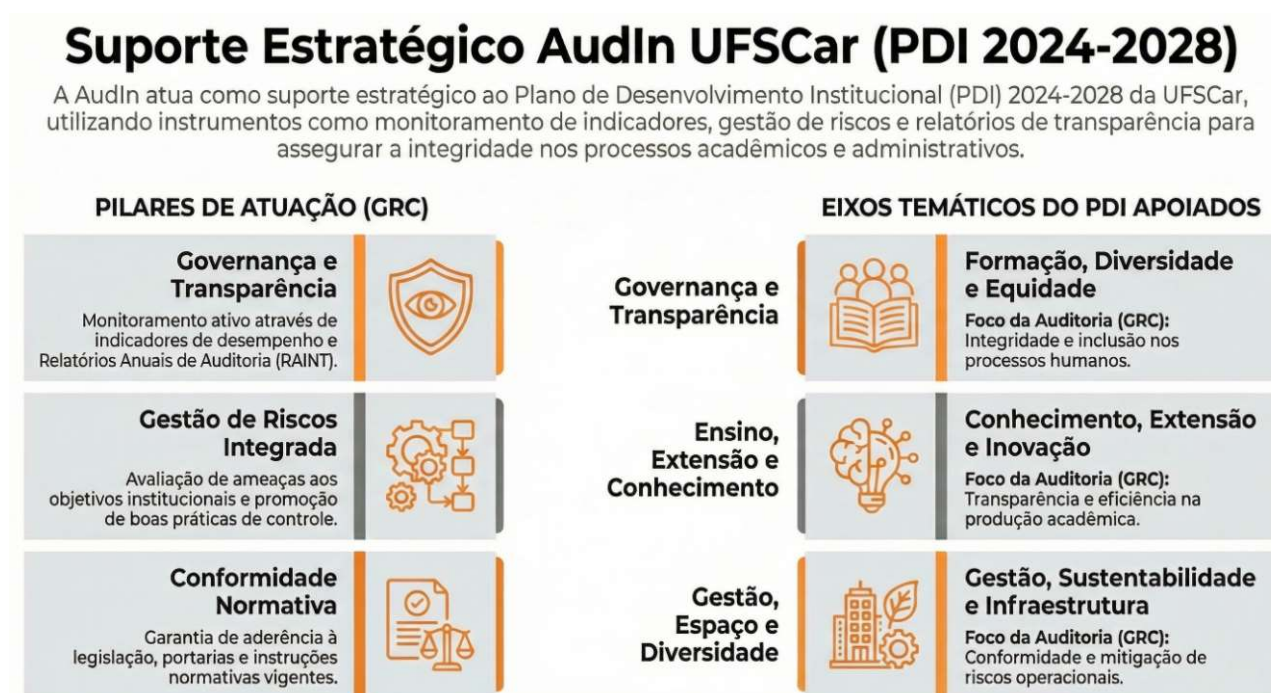 Suporte Estratégico AudIn UFSCar (PDI 2024-2028)
A AudIn atua como suporte estratégico ao Plano de Desenvolvimento Institucional (PDI) 2024-2028 da UFSCar,
utilizando instrumentos como monitoramento de indicadores, gestão de riscos e relatórios de transparência para
assegurar a integridade nos processos acadêmicos e administrativos.
PILARES DE ATUAÇÃO (GRC)
Governança e
Transparência
Monitoramento ativo através de
indicadores de desempenho e
Relatórios Anuais de Auditoria (RAINT).
Gestão de Riscos
Integrada
Avaliação de ameaças aos
objetivos institucionais e promoção
de boas práticas de controle.
Conformidade
Normativa
Garantia de aderência à
legislação, portarias e instruções
normativas vigentes.
EIXOS TEMÁTICOS DO PDI APOIADOS
Governança e
Transparência
Formação, Diversidade
e Equidade
Foco da Auditoria (GRC):
Integridade e inclusão nos
processos humanos.
Ensino,
Extensão e
Conhecimento
Conhecimento, Extensão
e Inovação
Foco da Auditoria (GRC):
Transparência e eficiência na
produção acadêmica.
Gestão,
Espaço e
Diversidade
Gestão, Sustentabilidade
e Infraestrutura
Foco da Auditoria (GRC):
Conformidade e mitigação de
riscos operacionais.